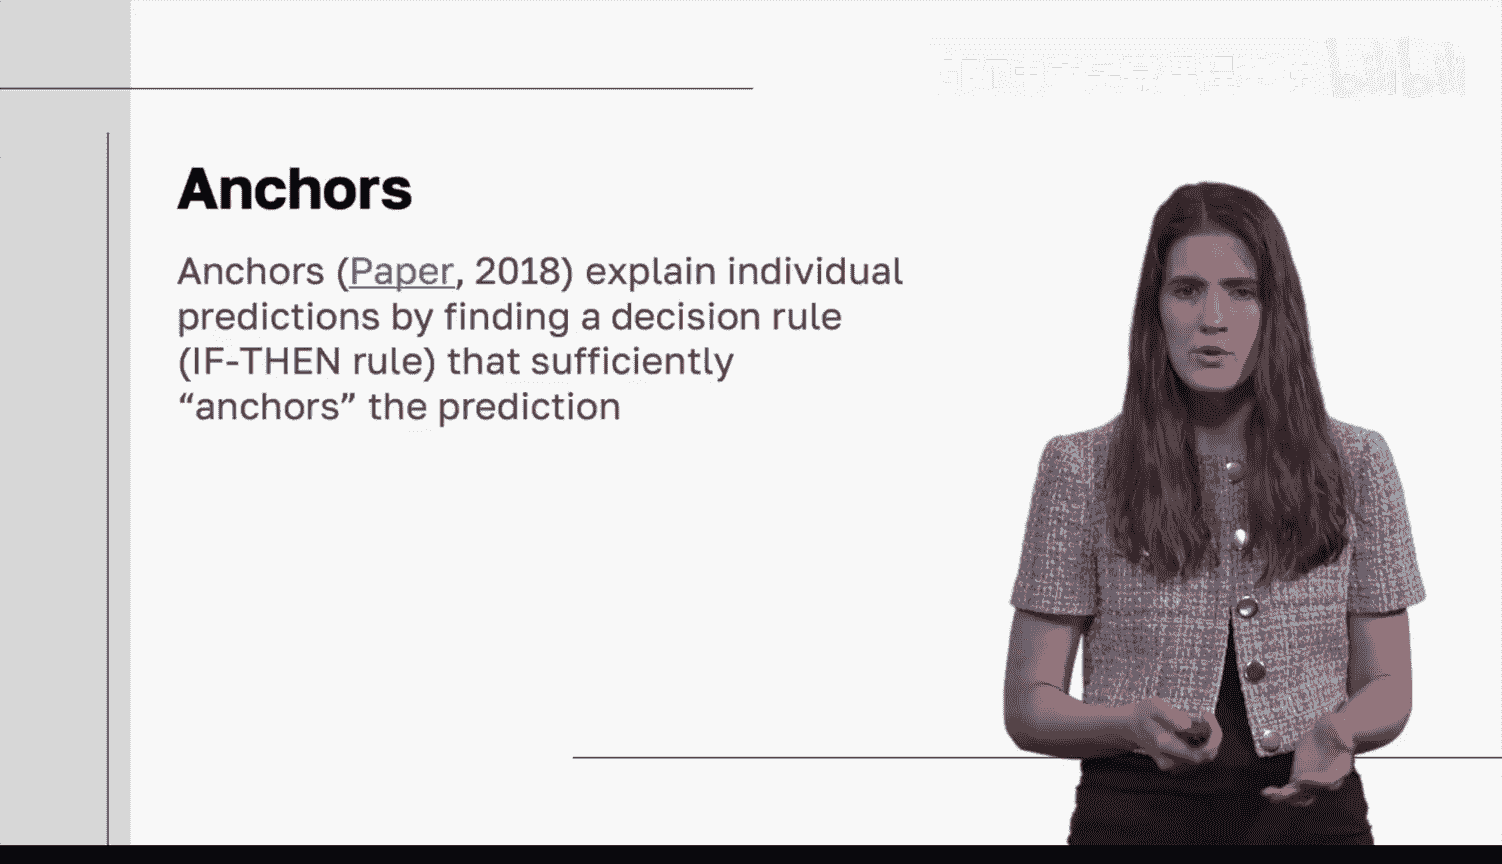 Anchors
Anchors (Paper, 2018) explain individual
predictions by finding a decision rule
(IF-THEN rule) that sufficiently
“anchors” the prediction
bilibili